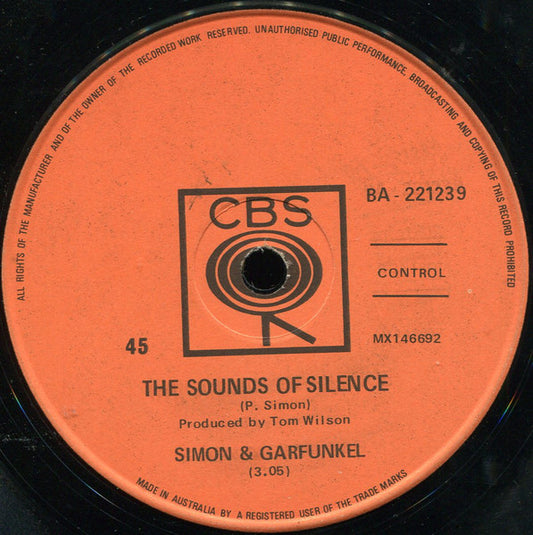 ALL RIGHTS OF THE MANUFACTURER AND OF THE OWNER OF THE RECORDED WORK RESERVED. UNAUTHORISED PUBLIC PERFORMANCE, BROADCASTING AND COPYING OF THIS RECORD PROHIBITED
CBS
BA - 221239
CONTROL
45
MX146692
THE SOUNDS OF SILENCE
(P. Simon)
Produced by Tom Wilson
SIMON & GARFUNKEL
(3.05)
MADE IN AUSTRALIA BY A REGISTERED USER OF THE TRADE MARKS